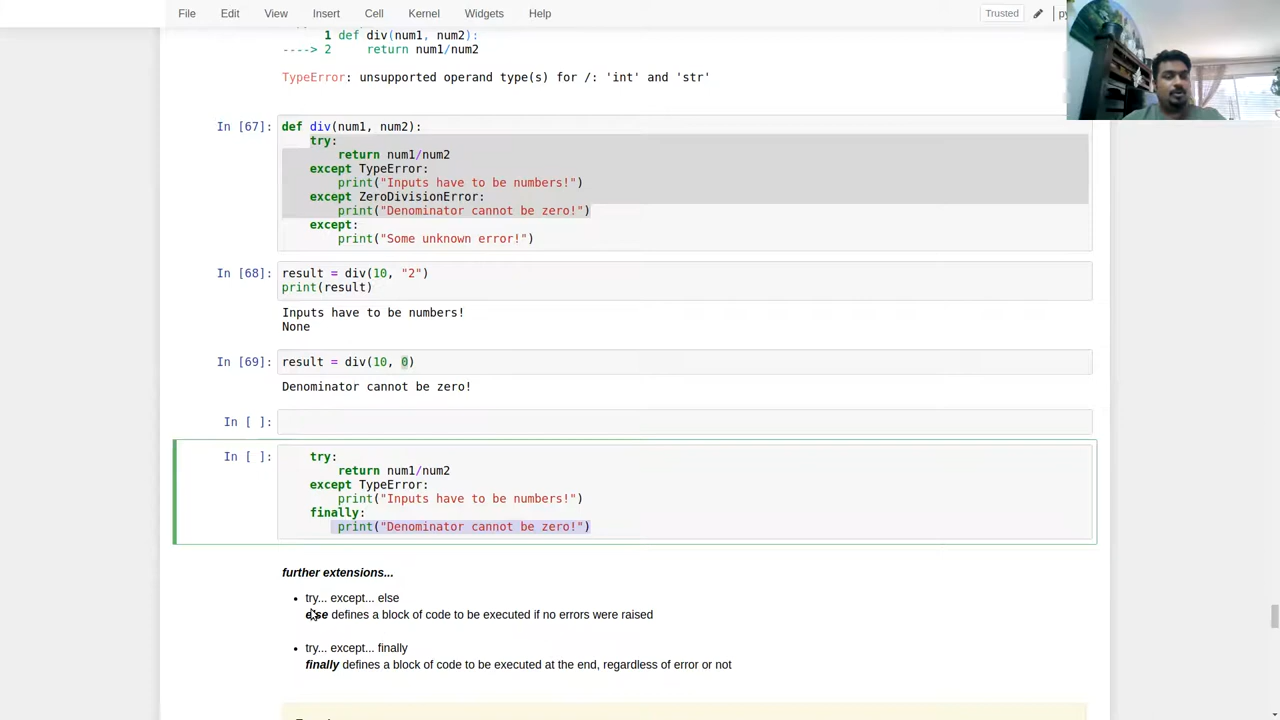 File Edit View Insert Cell Kernel Widgets Help Trusted
1 def div(num1, num2):
----> 2 return num1/num2
TypeError: unsupported operand type(s) for /: 'int' and 'str'
In [67]: def div(num1, num2):
try:
return num1/num2
except TypeError:
print("Inputs have to be numbers!")
except ZeroDivisionError:
print("Denominator cannot be zero!")
except:
print("Some unknown error!")
In [68]: result = div(10, "2")
print(result)
Inputs have to be numbers!
None
In [69]: result = div(10, 0)
Denominator cannot be zero!
In [ ]:
In [ ]: try:
return num1/num2
except TypeError:
print("Inputs have to be numbers!")
finally:
print("Denominator cannot be zero!")
further extensions...
• try... except... else
else defines a block of code to be executed if no errors were raised
• try... except... finally
finally defines a block of code to be executed at the end, regardless of error or not